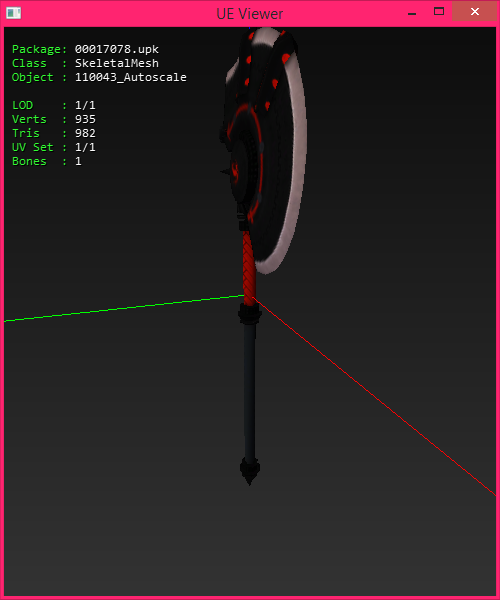 UE Viewer
Package: 00017078.upk
Class  : SkeletalMesh
Object : 110043_Autoscale
LOD    : 1/1
Verts  : 935
Tris   : 982
UV Set : 1/1
Bones  : 1